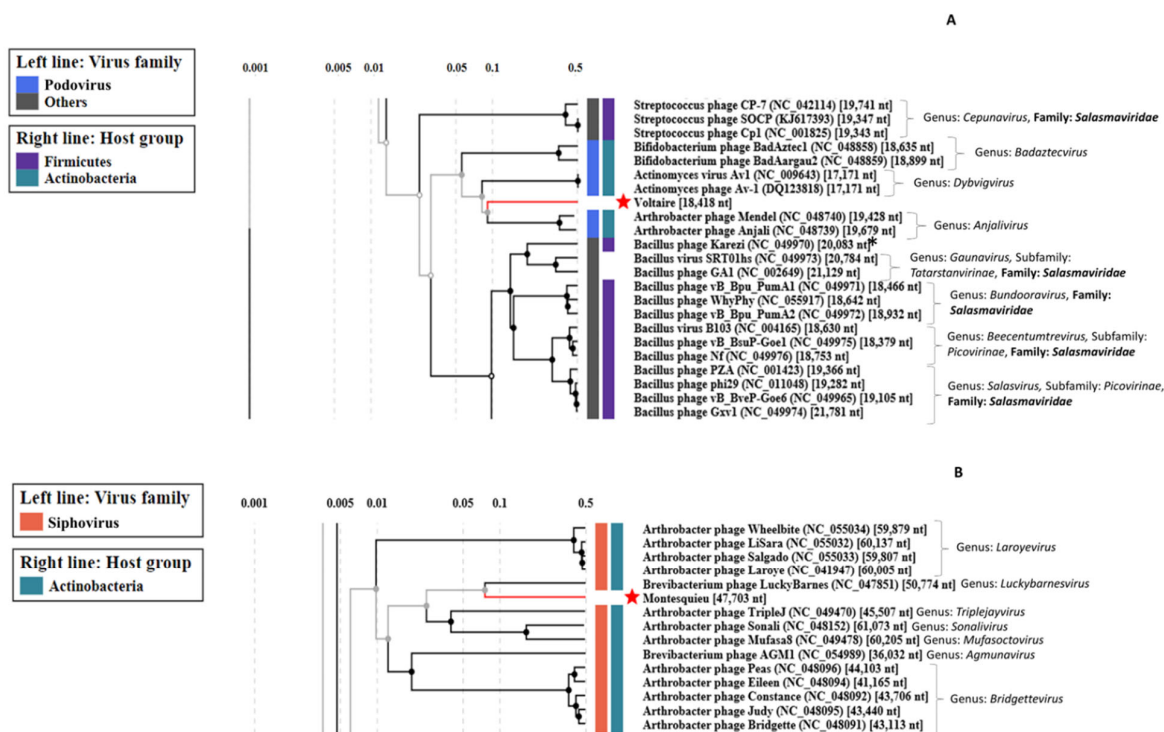 A
Left line: Virus family
Podovirus
Others
Right line: Host group
Firmicutes
Actinobacteria
0.001 0.005 0.01 0.05 0.1 0.5
Streptococcus phage CP-7 (NC_042114) [19,741 nt]
Streptococcus phage SOCP (KJ617393) [19,347 nt]
Streptococcus phage Cp1 (NC_001825) [19,343 nt]
Genus: Cepunavirus, Family: Salasmaviridae
Bifidobacterium phage BadAztec1 (NC_048858) [18,635 nt]
Bifidobacterium phage BadAargau2 (NC_048859) [18,899 nt]
Genus: Badaztecvirus
Actinomyces virus Av1 (NC_009643) [17,171 nt]
Actinomyces phage Av-1 (DQ123818) [17,171 nt]
Genus: Dybvigvirus
Voltaire [18,418 nt]
Arthrobacter phage Mendel (NC_048740) [19,428 nt]
Arthrobacter phage Anjali (NC_048739) [19,679 nt]
Genus: Anjalivirus
Bacillus phage Karezi (NC_049970) [20,083 nt]*
Bacillus virus SRT01hs (NC_049973) [20,784 nt]
Bacillus phage GA1 (NC_002649) [21,129 nt]
Genus: Gaunavirus, Subfamily:
Tatarstanvirinae, Family: Salasmaviridae
Bacillus phage vB_Bpu_PumA1 (NC_049971) [18,466 nt]
Bacillus phage WhyPhy (NC_055917) [18,642 nt]
Bacillus phage vB_Bpu_PumA2 (NC_049972) [18,932 nt]
Genus: Bundooravirus, Family:
Salasmaviridae
Bacillus virus B103 (NC_004165) [18,630 nt]
Bacillus phage vB_BsuP-Goe1 (NC_049975) [18,379 nt]
Bacillus phage Nf (NC_049976) [18,753 nt]
Genus: Beecentumtrevirus, Subfamily:
Picovirinae, Family: Salasmaviridae
Bacillus phage PZA (NC_001423) [19,366 nt]
Bacillus phage phi29 (NC_011048) [19,282 nt]
Bacillus phage vB_BveP-Goe6 (NC_049965) [19,105 nt]
Bacillus phage Gxv1 (NC_049974) [21,781 nt]
Genus: Salasvirus, Subfamily: Picovirinae,
Family: Salasmaviridae
B
Left line: Virus family
Siphovirus
Right line: Host group
Actinobacteria
0.001 0.005 0.01 0.05 0.1 0.5
Arthrobacter phage Wheelbite (NC_055034) [59,879 nt]
Arthrobacter phage LiSara (NC_055032) [60,137 nt]
Arthrobacter phage Salgado (NC_055033) [59,807 nt]
Arthrobacter phage Laroye (NC_041947) [60,005 nt]
Genus: Laroyevirus
Brevibacterium phage LuckyBarnes (NC_047851) [50,774 nt] Genus: Luckybarnesvirus
Montesquieu [47,703 nt]
Arthrobacter phage TripleJ (NC_049470) [45,507 nt] Genus: Triplejayvirus
Arthrobacter phage Sonali (NC_048152) [61,073 nt] Genus: Sonalivirus
Arthrobacter phage Mufasa8 (NC_049478) [60,205 nt] Genus: Mufasoctovirus
Brevibacterium phage AGM1 (NC_054989) [36,032 nt] Genus: Agmunavirus
Arthrobacter phage Peas (NC_048096) [44,103 nt]
Arthrobacter phage Eileen (NC_048094) [41,165 nt]
Arthrobacter phage Constance (NC_048092) [43,706 nt]
Arthrobacter phage Judy (NC_048095) [43,440 nt]
Arthrobacter phage Bridgette (NC_048091) [43,113 nt]
Genus: Bridgettevirus